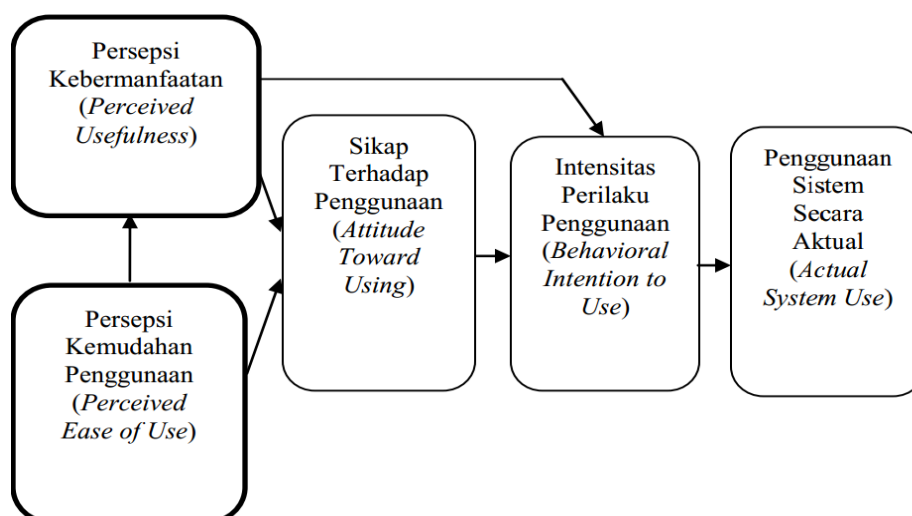 Persepsi
Kebermanfaatan
(Perceived
Usefulness)
Persepsi
Kemudahan
Penggunaan
(Perceived
Ease of Use)
Sikap
Terhadap
Penggunaan
(Attitude
Toward
Using)
Intensitas
Perilaku
Penggunaan
(Behavioral
Intention to
Use)
Penggunaan
Sistem
Secara
Aktual
(Actual
System Use)